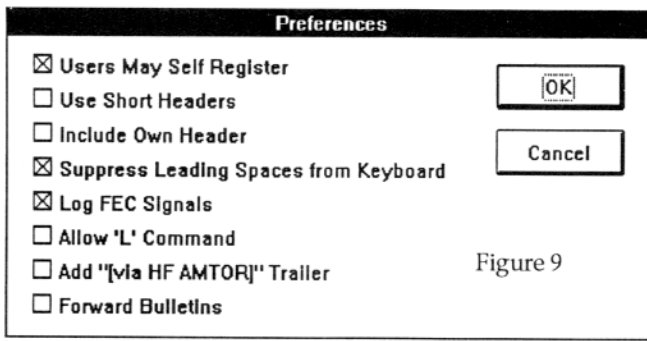 Preferences
Users May Self Register
Use Short Headers
Include Own Header
Suppress Leading Spaces from Keyboard
Log FEC Signals
Allow 'L' Command
Add "[via HF AMTOR]" Trailer
Forward Bulletins
OK
Cancel
Figure 9